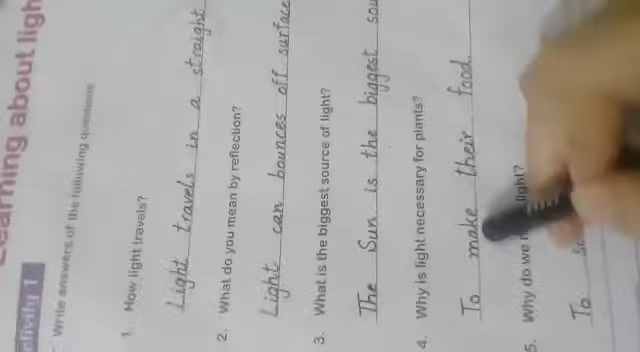 Learning about ligh
Activity 1
Write answers of the following questions
1. How light travels?
Light travels in a straight
2. What do you mean by reflection?
Light can bounces off surface
3. What is the biggest source of light?
The Sun is the biggest sou
4. Why is light necessary for plants?
To make their food
5. Why do we light?
To